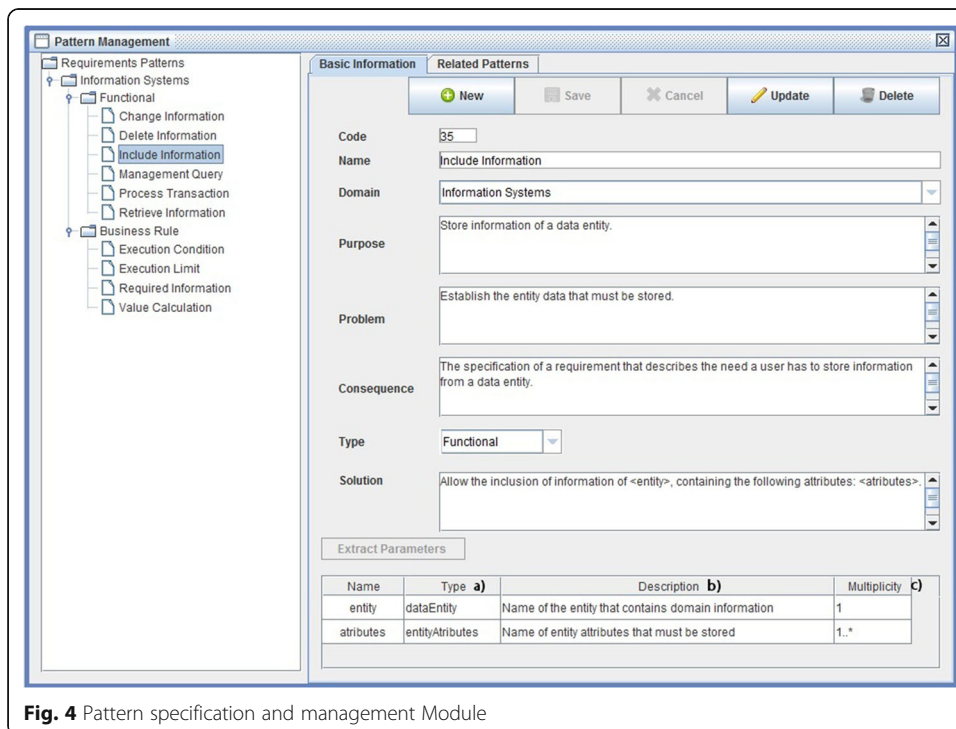 Pattern Management
Requirements Patterns
Information Systems
Functional
Change Information
Delete Information
Include Information
Management Query
Process Transaction
Retrieve Information
Business Rule
Execution Condition
Execution Limit
Required Information
Value Calculation
Basic Information Related Patterns
New Save Cancel Update Delete
Code 35
Name Include Information
Domain Information Systems
Purpose Store information of a data entity.
Problem Establish the entity data that must be stored.
Consequence The specification of a requirement that describes the need a user has to store information
from a data entity.
Type Functional
Solution Allow the inclusion of information of <entity>, containing the following attributes: <atributes>.
Extract Parameters
Name Type a) Description b) Multiplicity c)
entity dataEntity Name of the entity that contains domain information 1
atributes entityAtributes Name of entity attributes that must be stored 1..*
Fig. 4 Pattern specification and management Module